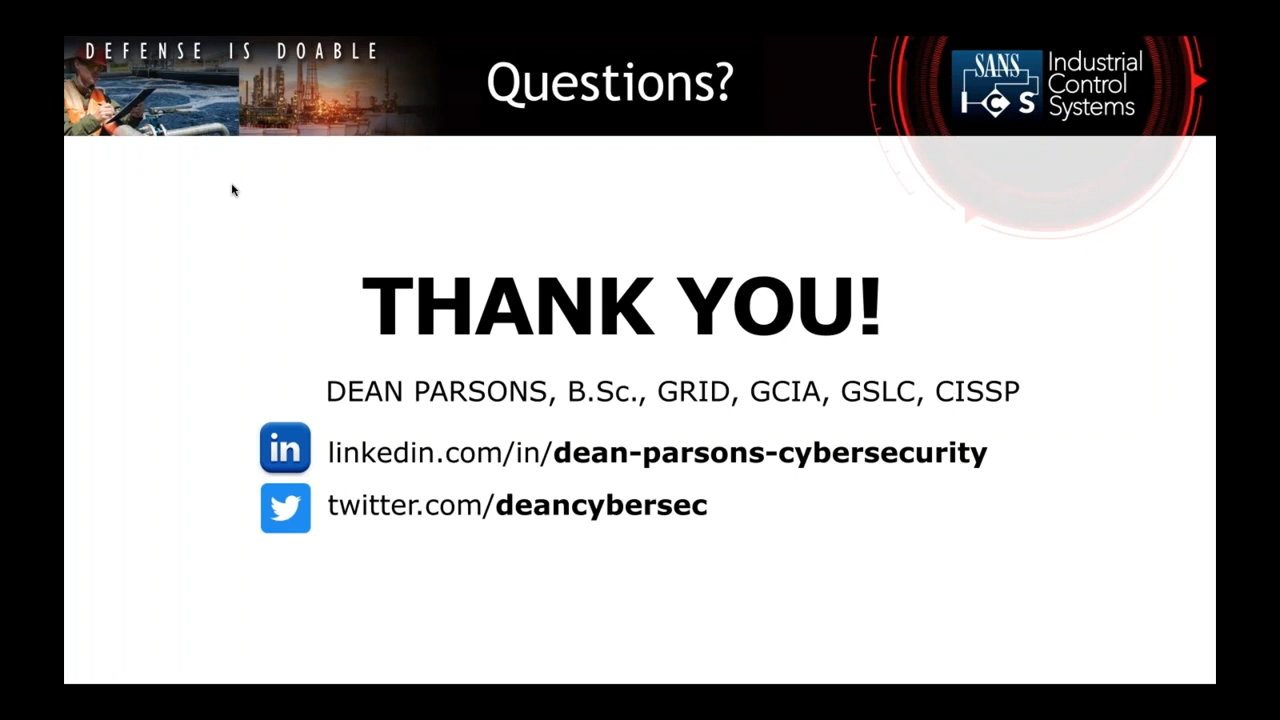 DEFENSE IS DOABLE
Questions?
SANS
ICS
Industrial
Control
Systems
THANK YOU!
DEAN PARSONS, B.Sc., GRID, GCIA, GSLC, CISSP
in linkedin.com/in/dean-parsons-cybersecurity
twitter.com/deancybersec